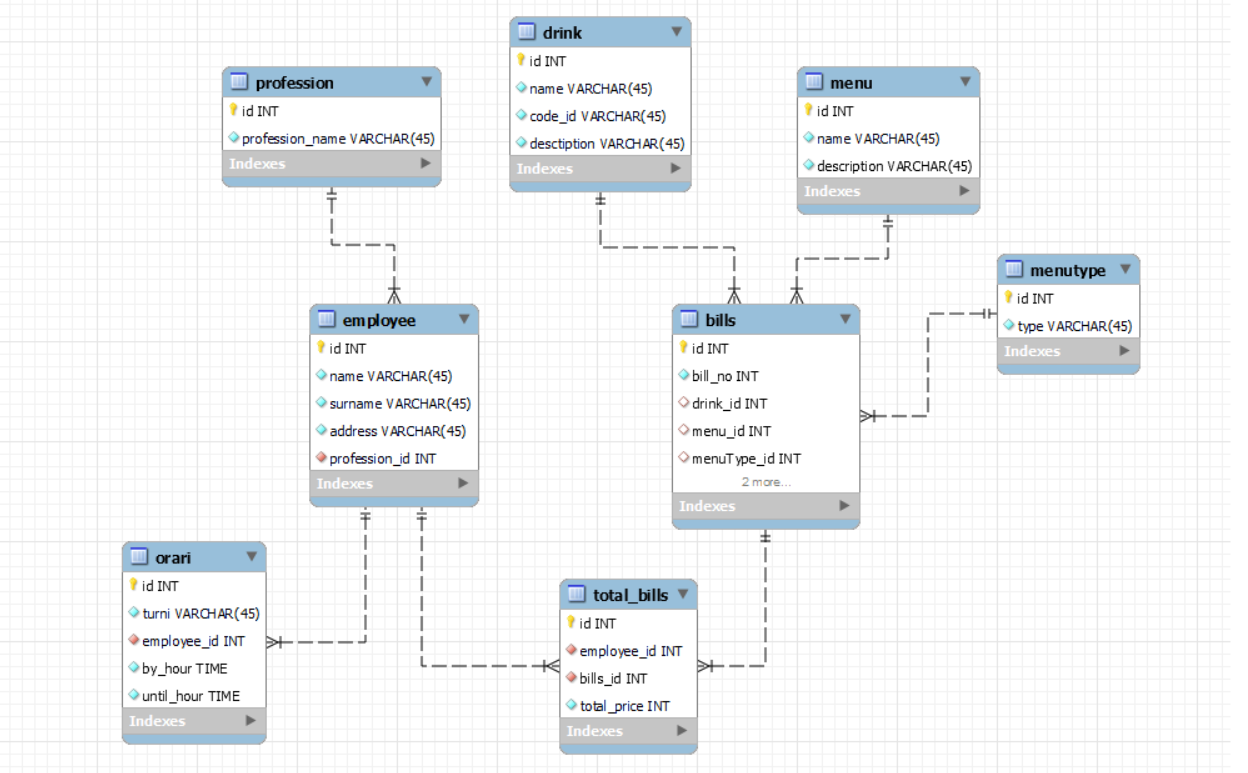 drink
id INT
name VARCHAR(45)
code_id VARCHAR(45)
desctiption VARCHAR(45)
Indexes
profession
id INT
profession_name VARCHAR(45)
Indexes
menu
id INT
name VARCHAR(45)
description VARCHAR(45)
Indexes
menutype
id INT
type VARCHAR(45)
Indexes
employee
id INT
name VARCHAR(45)
surname VARCHAR(45)
address VARCHAR(45)
profession_id INT
Indexes
bills
id INT
bill_no INT
drink_id INT
menu_id INT
menuType_id INT
2 more...
Indexes
orari
id INT
turni VARCHAR(45)
employee_id INT
by_hour TIME
until_hour TIME
Indexes
total_bills
id INT
employee_id INT
bills_id INT
total_price INT
Indexes